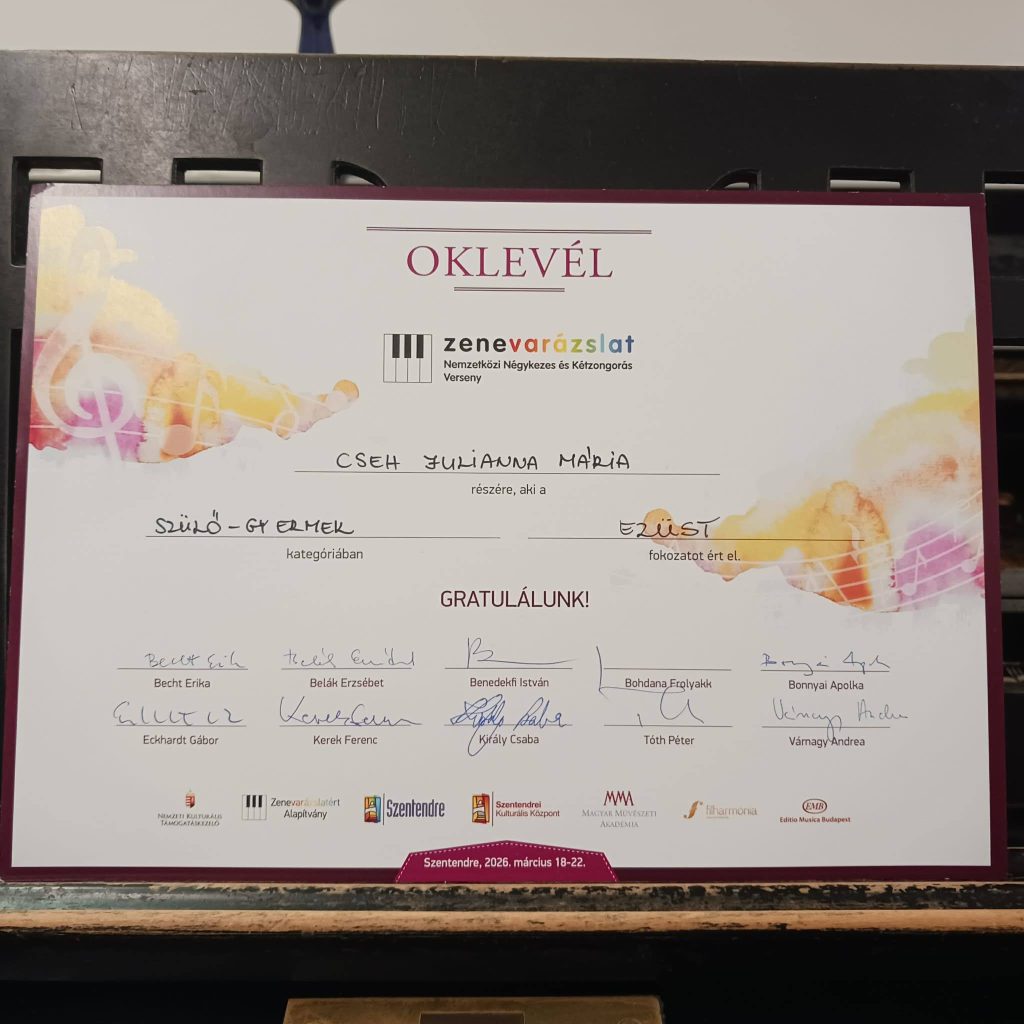 OKLEVÉL
zenevarázslat
Nemzetközi Négykezes és Kétzongorás
Verseny
CSEH JULIANNA MÁRIA
részére, aki a
SZÜLŐ-GYERMEK EZÜST
kategóriában fokozatot ért el.
GRATULÁLUNK!
Becht Erika Belák Erzsébet Benedekfi István Bohdana Frolyakk Bonnyai Apolka
Eckhardt Gábor Kerek Ferenc Király Csaba Tóth Péter Várnagy Andrea
NEMZETI KULTURÁLIS
TÁMOGATÁSKEZELŐ
Zenevarázslatért
Alapítvány
Szentendre
Szentendrei
Kulturális Központ
MAGYAR MŰVÉSZETI
AKADÉMIA
filharmónia
EMB
Editio Musica Budapest
Szentendre, 2026. március 18-22.